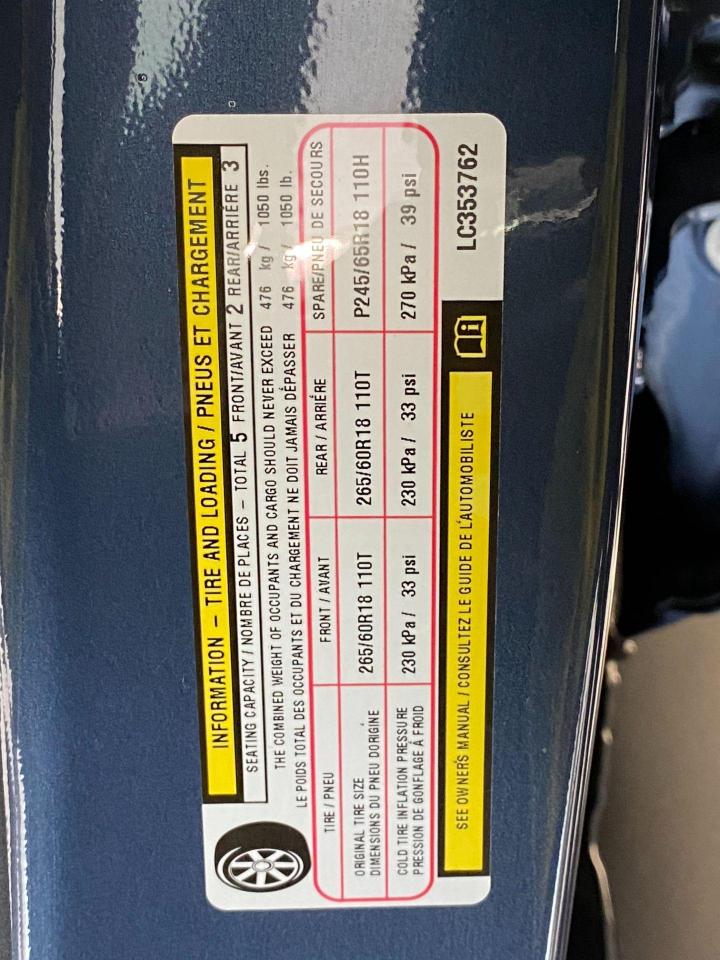 INFORMATION – TIRE AND LOADING / PNEUS ET CHARGEMENT
SEATING CAPACITY / NOMBRE DE PLACES – TOTAL 5 FRONT/AVANT 2 REAR/ARRIÈRE 3
THE COMBINED WEIGHT OF OCCUPANTS AND CARGO SHOULD NEVER EXCEED 476 kg / 1050 lbs.
LE POIDS TOTAL DES OCCUPANTS ET DU CHARGEMENT NE DOIT JAMAIS DÉPASSER 476 kg / 1050 lb.
TIRE / PNEU FRONT / AVANT REAR / ARRIÉRE SPARE/PNEU DE SECOURS
ORIGINAL TIRE SIZE
DIMENSIONS DU PNEU DORIGINE
265/60R18 110T 265/60R18 110T P245/65R18 110H
COLD TIRE INFLATION PRESSURE
PRESSION DE GONFLAGE Á FROID
230 kPa / 33 psi 230 kPa / 33 psi 270 kPa / 39 psi
SEE OWNER'S MANUAL / CONSULTEZ LE GUIDE DE L'AUTOMOBILISTE
LC353762